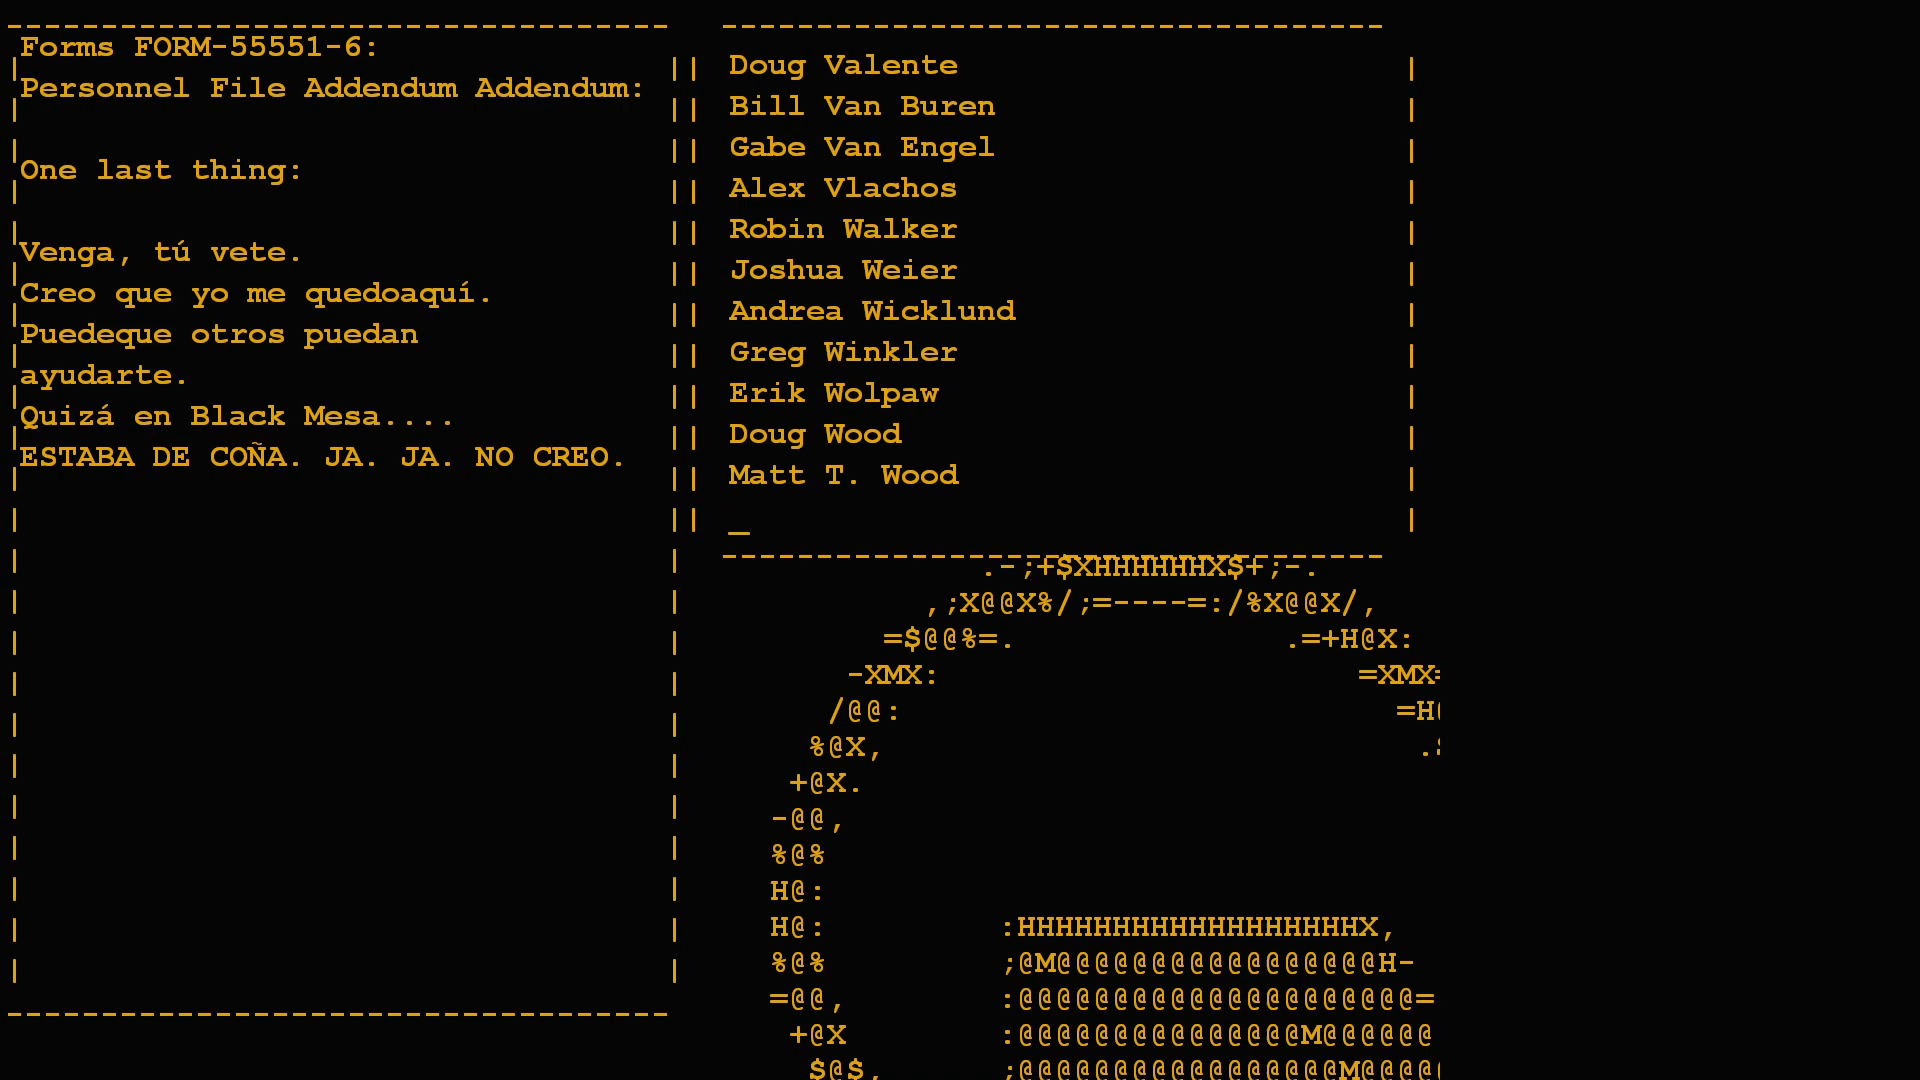 Forms FORM-55551-6:
Personnel File Addendum Addendum:
One last thing:
Venga, tú vete.
Creo que yo me quedoaquí.
Puedeque otros puedan
ayudarte.
Quizá en Black Mesa....
ESTABA DE COÑA. JA. JA. NO CREO.
Doug Valente
Bill Van Buren
Gabe Van Engel
Alex Vlachos
Robin Walker
Joshua Weier
Andrea Wicklund
Greg Winkler
Erik Wolpaw
Doug Wood
Matt T. Wood
_